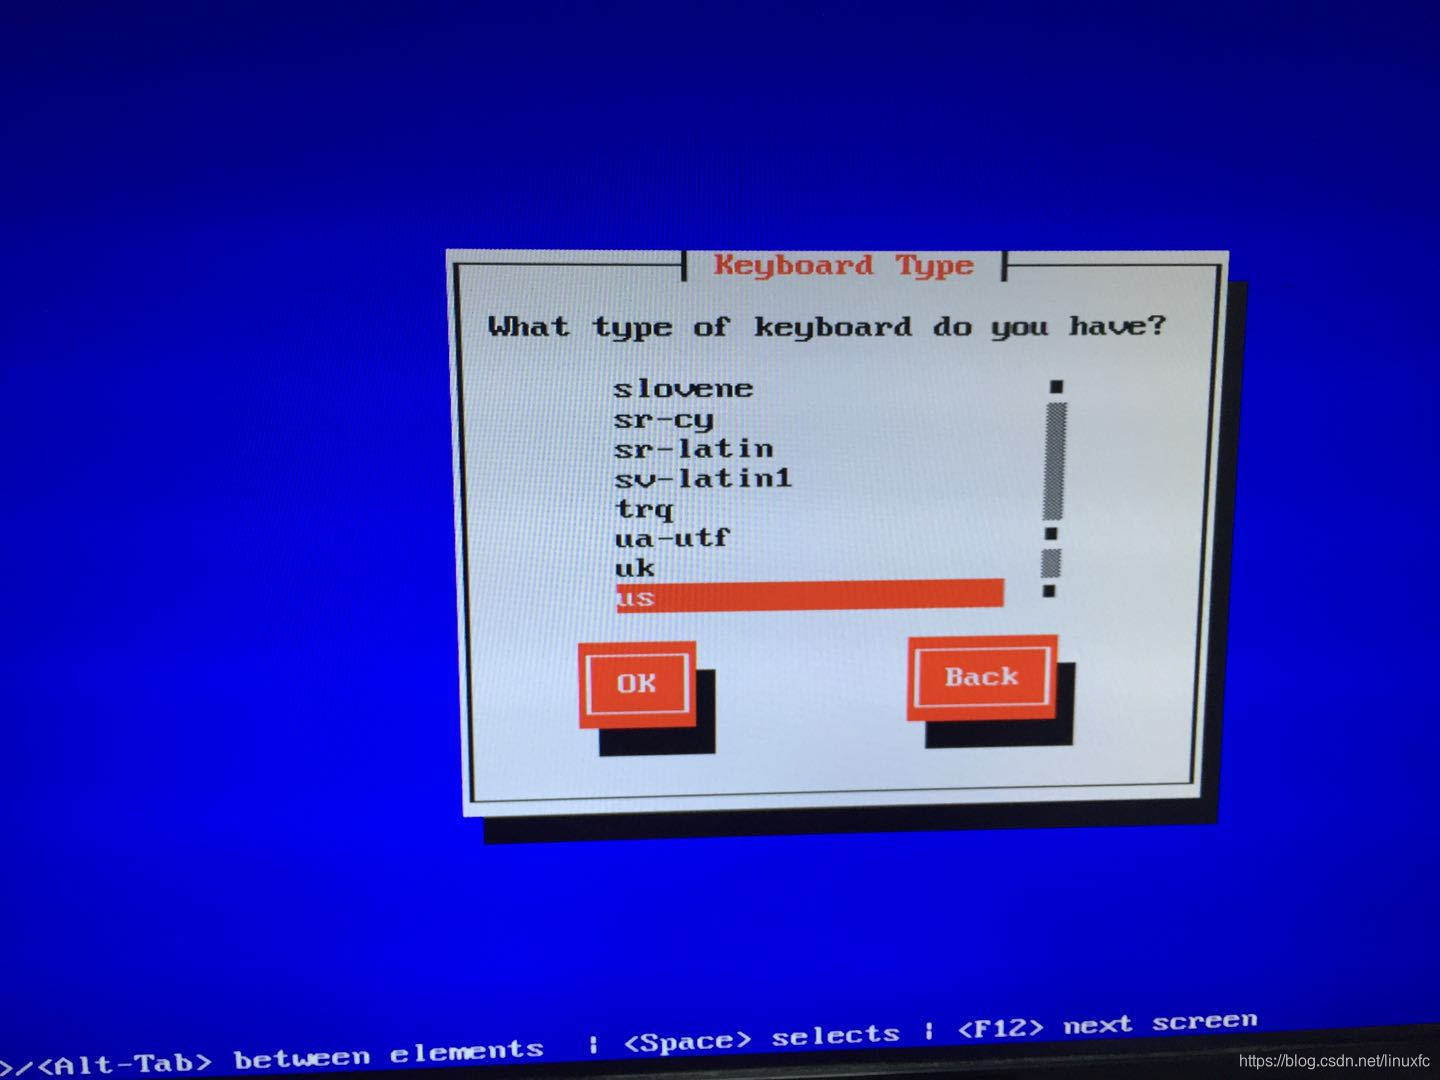 Keyboard Type
What type of keyboard do you have?
slovene
sr-cy
sr-latin
sv-latin1
trq
ua-utf
uk
us
OK Back
>/<Alt-Tab> between elements | <Space> selects | <F12> next screen
https://blog.csdn.net/linuxfc